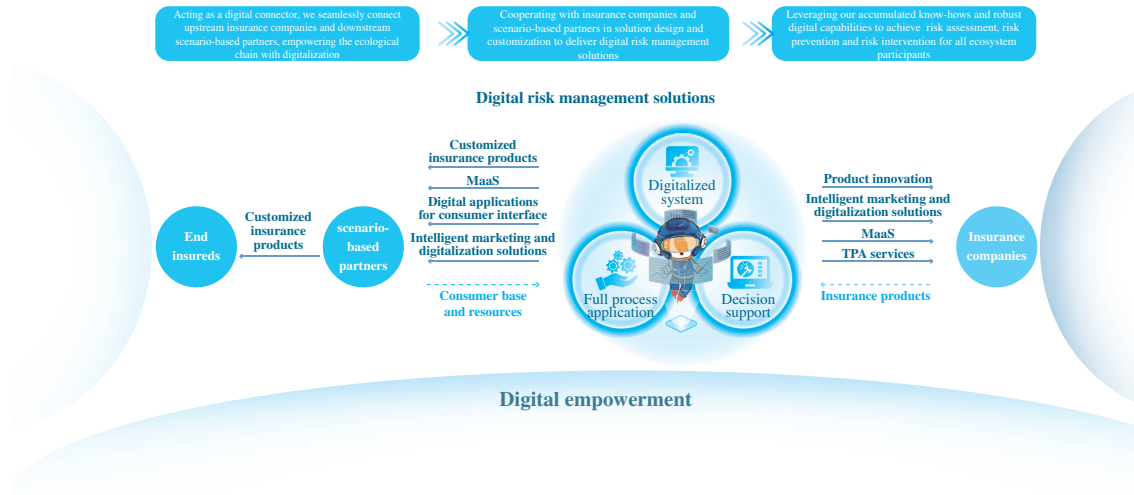 Acting as a digital connector, we seamlessly connect
upstream insurance companies and downstream
scenario-based partners, empowering the ecological
chain with digitalization
Cooperating with insurance companies and
scenario-based partners in solution design and
customization to deliver digital risk management
solutions
Leveraging our accumulated know-hows and robust
digital capabilities to achieve risk assessment, risk
prevention and risk intervention for all ecosystem
participants
Digital risk management solutions
End
insureds
Customized
insurance
products
scenario-
based
partners
Customized
insurance products
MaaS
Digital applications
for consumer interface
Intelligent marketing and
digitalization solutions
Consumer base
and resources
Digitalized
system
Full process
application
Decision
support
Product innovation
Intelligent marketing and
digitalization solutions
MaaS
TPA services
Insurance products
Insurance
companies
Digital empowerment